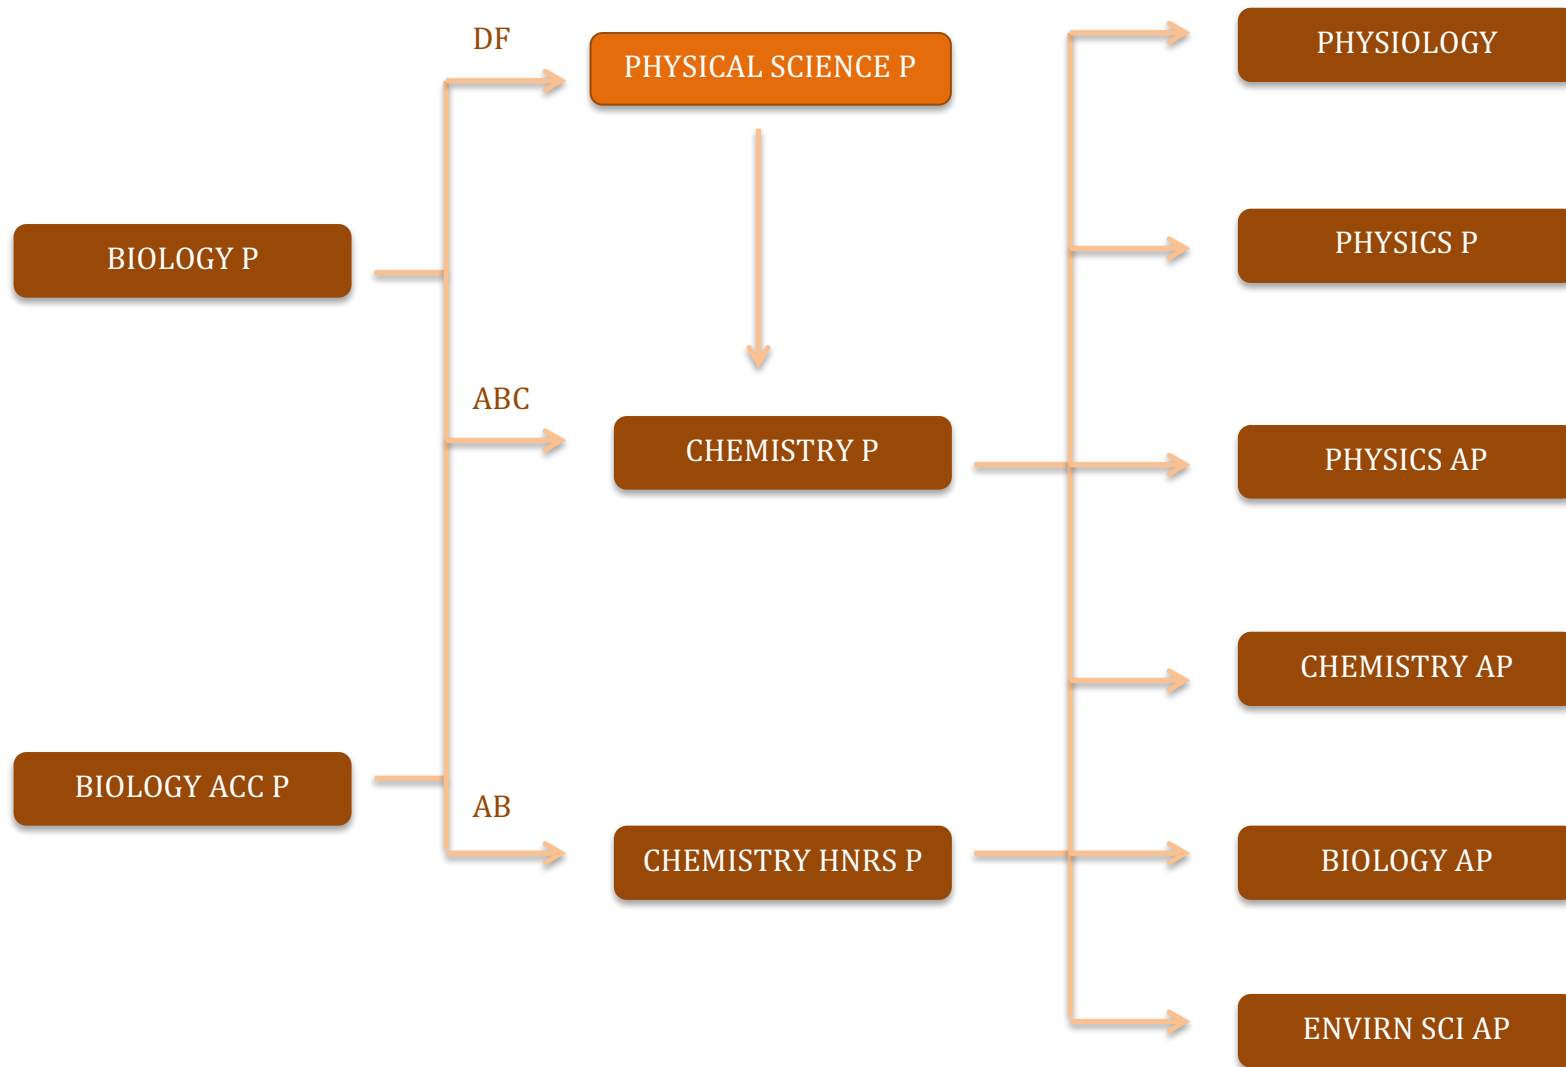 DF
PHYSICAL SCIENCE P
PHYSIOLOGY
BIOLOGY P
PHYSICS P
ABC
CHEMISTRY P
PHYSICS AP
CHEMISTRY AP
BIOLOGY ACC P
AB
CHEMISTRY HNRS P
BIOLOGY AP
ENVIRN SCI AP